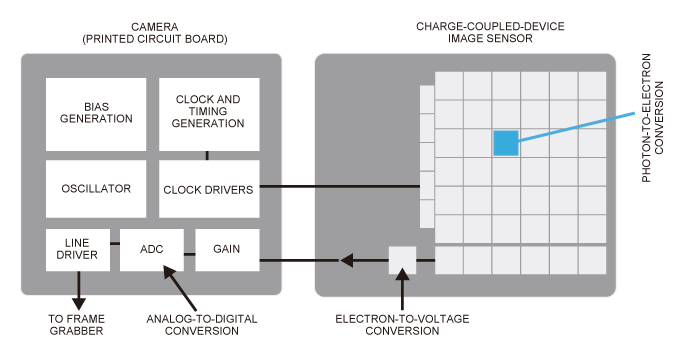 CAMERA
(PRINTED CIRCUIT BOARD)
CHARGE-COUPLED-DEVICE
IMAGE SENSOR
BIAS
GENERATION
CLOCK AND
TIMING
GENERATION
PHOTON-TO-ELECTRON
CONVERSION
OSCILLATOR
CLOCK DRIVERS
LINE
DRIVER
ADC
GAIN
TO FRAME
GRABBER
ANALOG-TO-DIGITAL
CONVERSION
ELECTRON-TO-VOLTAGE
CONVERSION